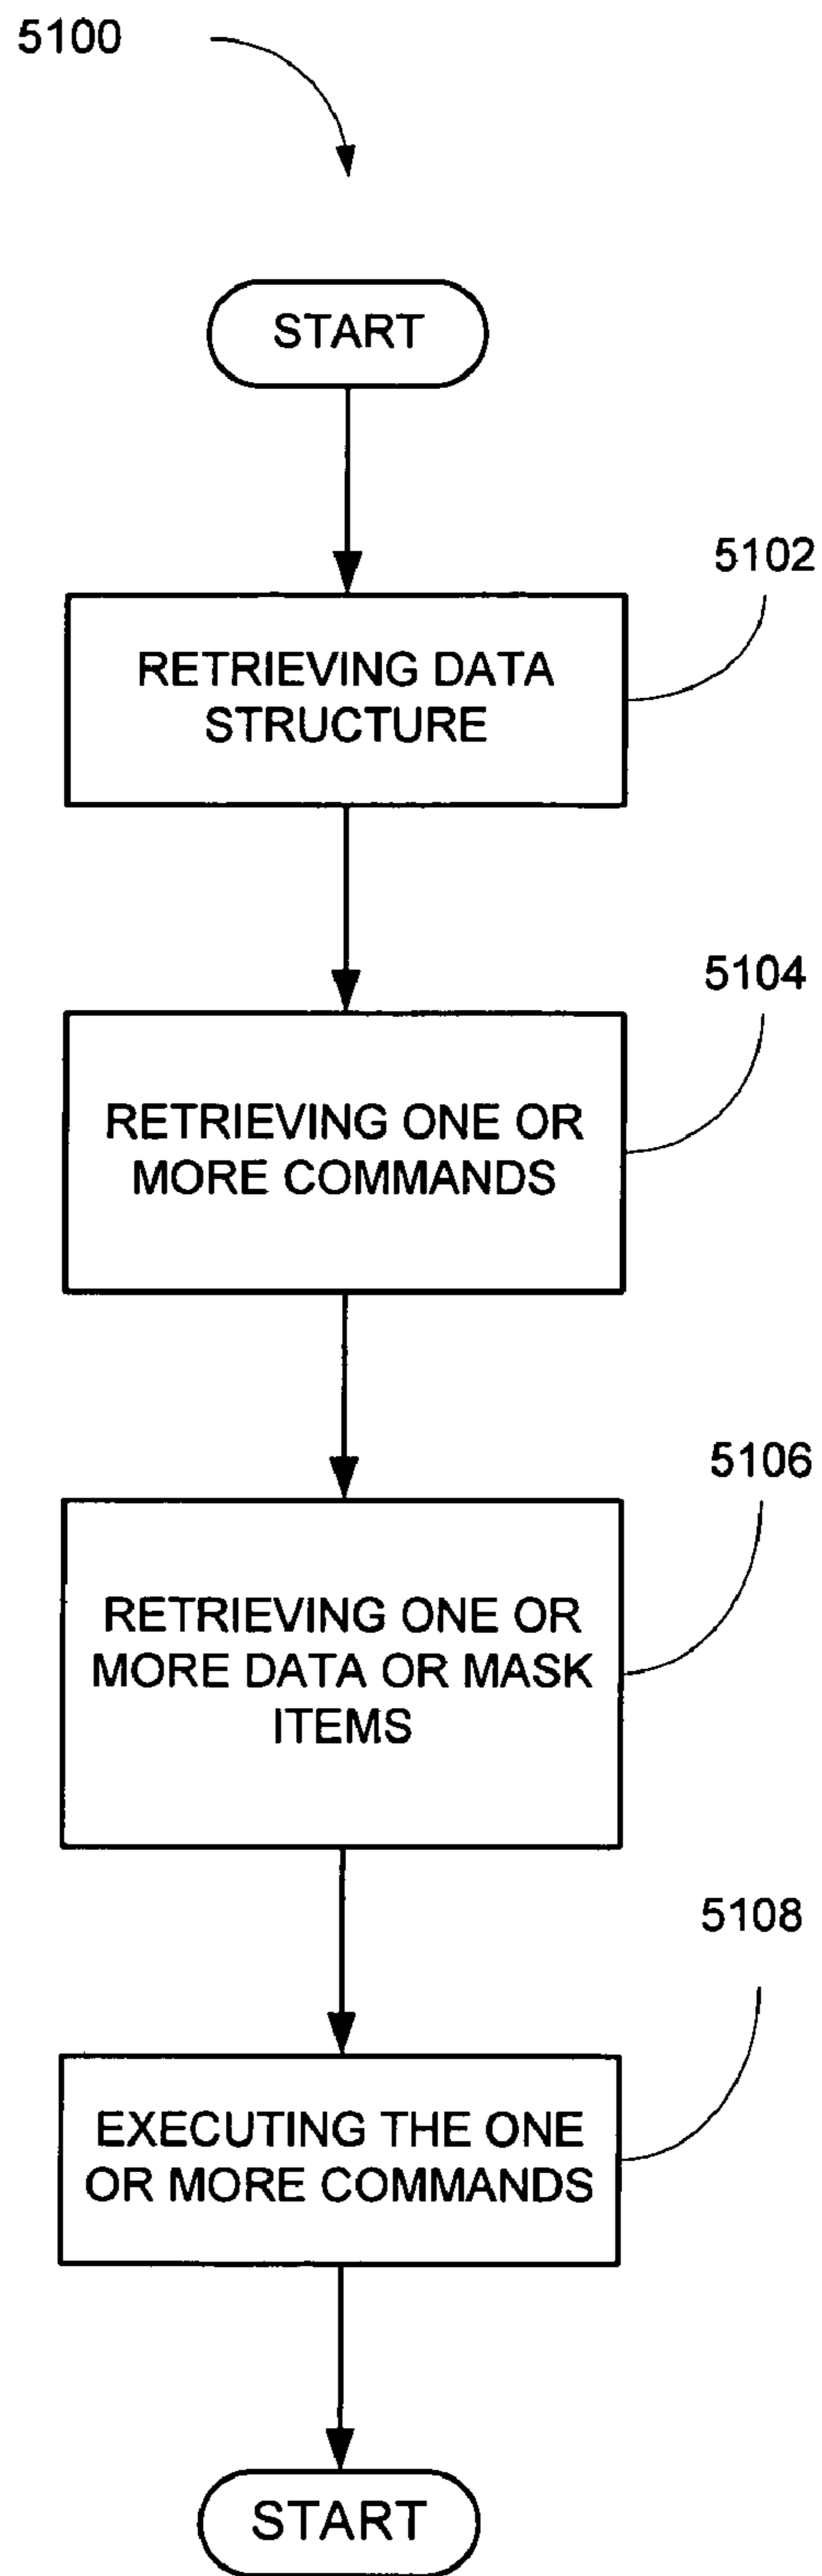 5100
START
5102
RETRIEVING DATA
STRUCTURE
5104
RETRIEVING ONE OR
MORE COMMANDS
5106
RETRIEVING ONE OR
MORE DATA OR MASK
ITEMS
5108
EXECUTING THE ONE
OR MORE COMMANDS
START